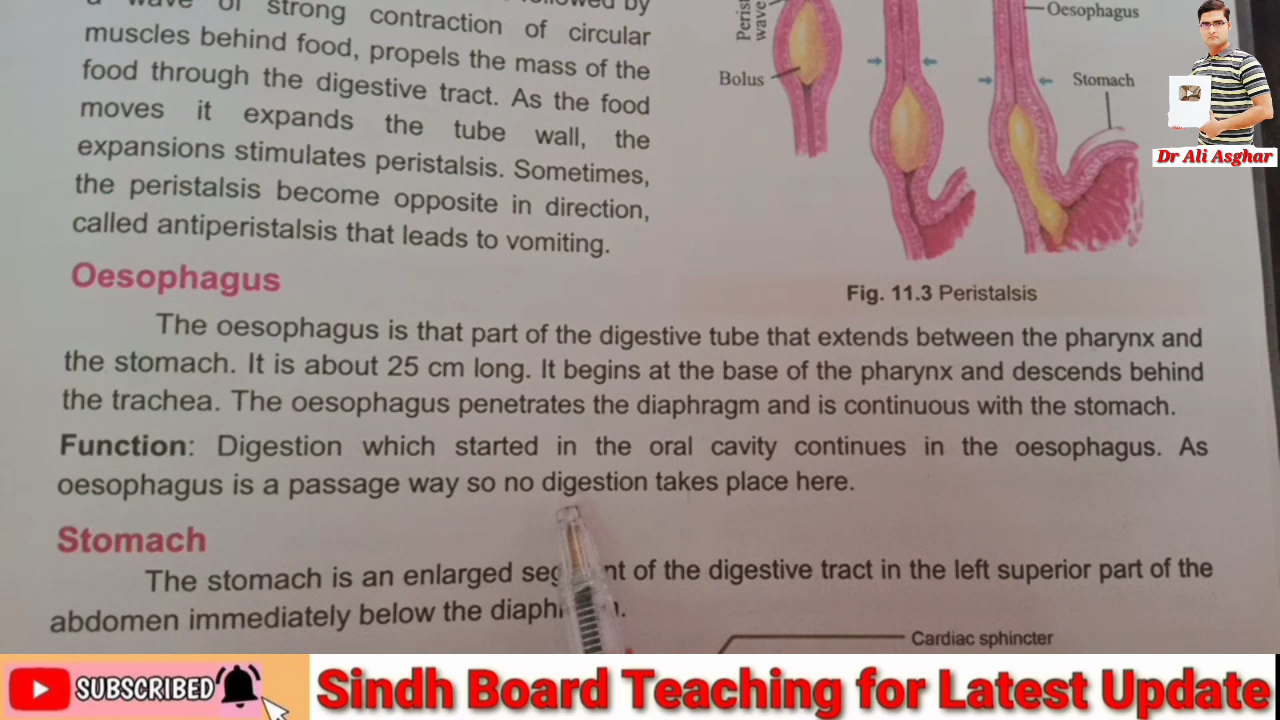 a wave of strong contraction of circular
muscles behind food, propels the mass of the
food through the digestive tract. As the food
moves it expands the tube wall, the
expansions stimulates peristalsis. Sometimes,
the peristalsis become opposite in direction,
called antiperistalsis that leads to vomiting.
wave
Bolus
Oesophagus
Stomach
Fig. 11.3 Peristalsis
Dr Ali Asghar
Oesophagus
The oesophagus is that part of the digestive tube that extends between the pharynx and
the stomach. It is about 25 cm long. It begins at the base of the pharynx and descends behind
the trachea. The oesophagus penetrates the diaphragm and is continuous with the stomach.
Function: Digestion which started in the oral cavity continues in the oesophagus. As
oesophagus is a passage way so no digestion takes place here.
Stomach
The stomach is an enlarged of the digestive tract in the left superior part of the
abdomen immediately below the
Cardiac sphincter
SUBSCRIBED
Sindh Board Teaching for Latest Update